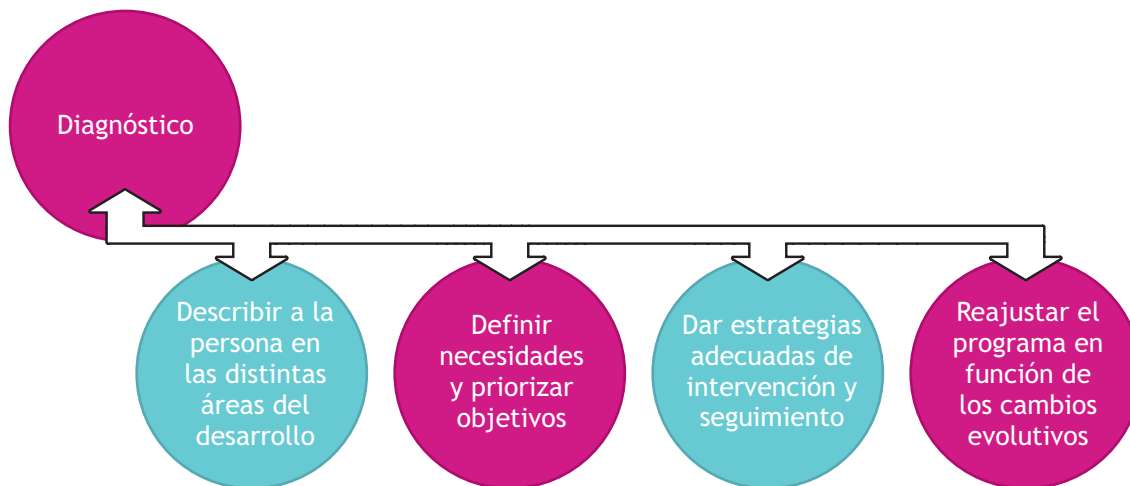 Diagnóstico
Describir a la
persona en
las distintas
áreas del
desarrollo
Definir
necesidades
y priorizar
objetivos
Dar estrategias
adecuadas de
intervención y
seguimiento
Reajustar el
programa en
función de
los cambios
evolutivos